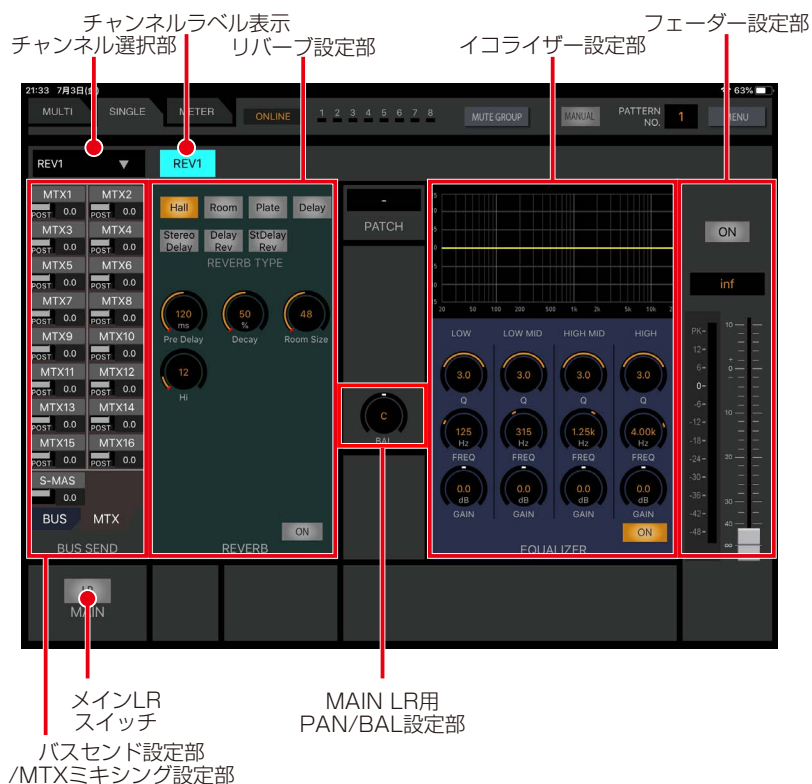 チャンネルラベル表示
フェーダー設定部
チャンネル選択部
リバーブ設定部
イコライザー設定部
21:33 7月3日(金)
63%
MULTI
SINGLE
METER
ONLINE
1 2 3 4 5 6 7 8
MUTE GROUP
MANUAL
PATTERN
NO.
1
MENU
REV1
REV1
MTX1 MTX2
POST 0.0 POST 0.0
MTX3 MTX4
POST 0.0 POST 0.0
MTX5 MTX6
POST 0.0 POST 0.0
MTX7 MTX8
POST 0.0 POST 0.0
MTX9 MTX10
POST 0.0 POST 0.0
MTX11 MTX12
POST 0.0 POST 0.0
MTX13 MTX14
POST 0.0 POST 0.0
MTX15 MTX16
POST 0.0 POST 0.0
S-MAS
0.0
BUS MTX
BUS SEND
Hall Room Plate Delay
Stereo Delay
Delay Rev
StDelay Rev
REVERB TYPE
120 ms
50 %
48
Pre Delay Decay Room Size
12
Hi
ON
REVERB
-
PATCH
C
BAL
20 50 100 200 500 1k 2k 5k 10k 2
LOW LOW MID HIGH MID HIGH
3.0 3.0 3.0 3.0
Q Q Q Q
125 Hz 315 Hz 1.25k Hz 4.00k Hz
FREQ FREQ FREQ FREQ
0.0 dB 0.0 dB 0.0 dB 0.0 dB
GAIN GAIN GAIN GAIN
ON
EQUALIZER
ON
inf
PK-
12-
6-
0-
-6-
-12-
-18-
-24-
-30-
-36-
-42-
-48-
10
+
0
-
10
20
30
40
∞
LR
MAIN
メインLR
スイッチ
MAIN LR用
PAN/BAL設定部
バスセンド設定部
/MTXミキシング設定部